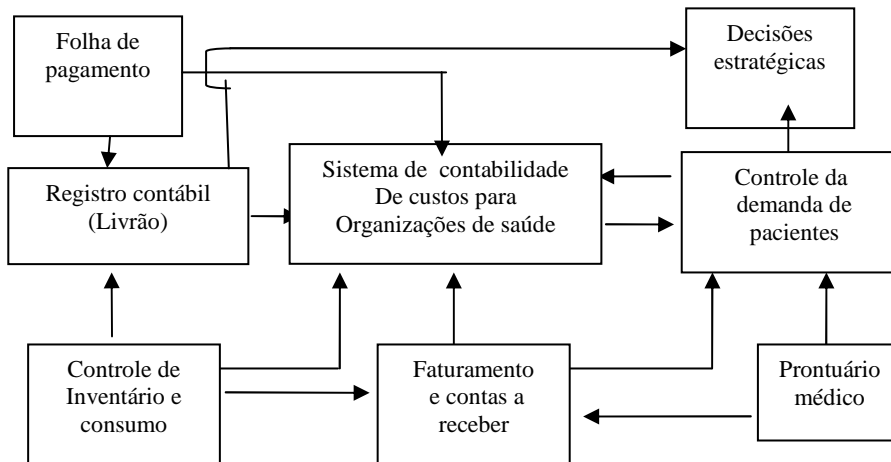 Folha de
pagamento
Decisões
estratégicas
Registro contábil
(Livrão)
Sistema de contabilidade
De custos para
Organizações de saúde
Controle da
demanda de
pacientes
Controle de
Inventário e
consumo
Faturamento
e contas a
receber
Prontuário
médico